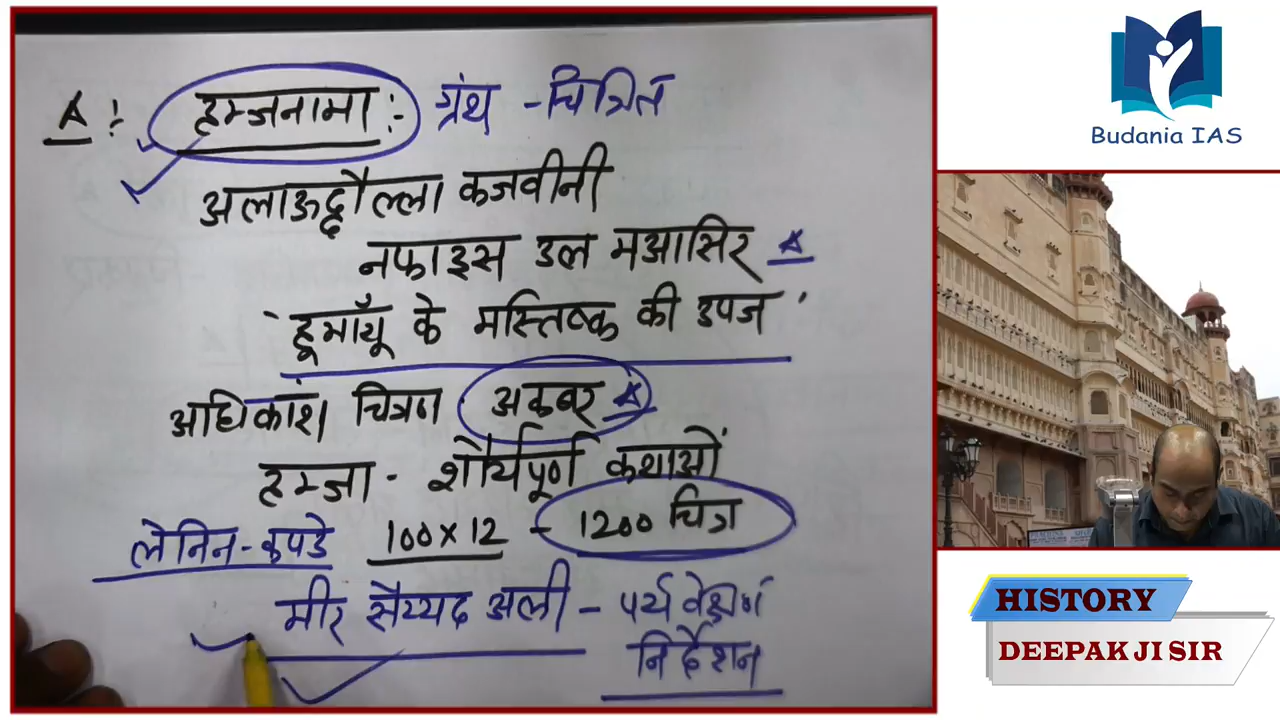 A :- हम्जनामा :- ग्रंथ - चित्रित
अलाऊद्दौल्ला कजवीनी
नफाइस उल मआसिर A
हूमाँयू के मस्तिष्क की उपज
अधिकांश चित्रण अकबर A
हम्जा - शौर्यपूर्ण कथाओं
लेनिन - कपडे 100 x 12 - 1200 चित्र
मीर सैय्यद अली - पर्यवेक्षण
निर्देशन
Budania IAS
HISTORY
DEEPAK JI SIR